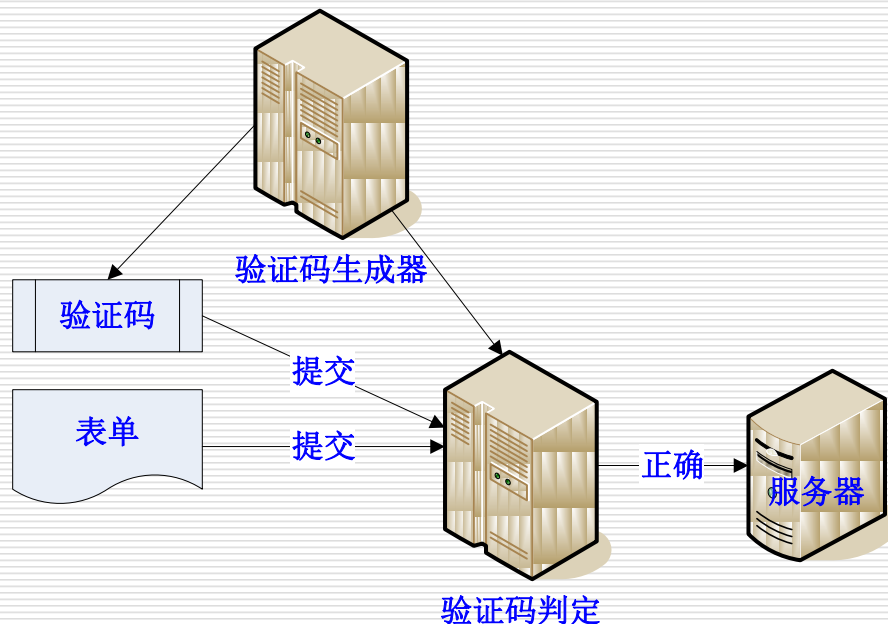 验证码生成器
验证码
提交
表单
提交
正确
服务器
验证码判定